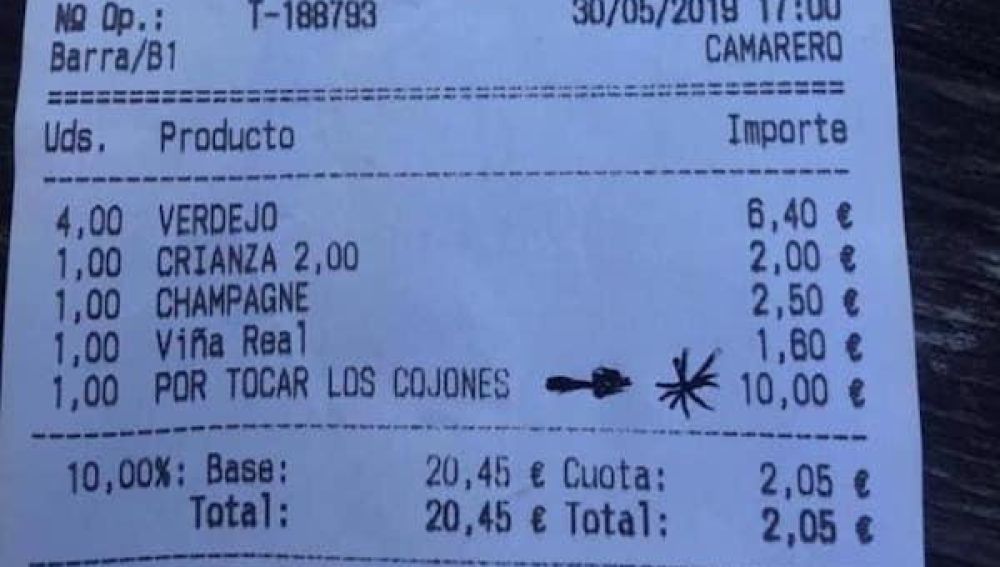 Nº Op.: T-188793 30/05/2019 17:00
Barra/B1 CAMARERO
Uds. Producto Importe
4,00 VERDEJO 6,40 €
1,00 CRIANZA 2,00 2,00 €
1,00 CHAMPAGNE 2,50 €
1,00 Viña Real 1,60 €
1,00 POR TOCAR LOS COJONES 10,00 €
10,00%: Base: 20,45 € Cuota: 2,05 €
Total: 20,45 € Total: 2,05 €